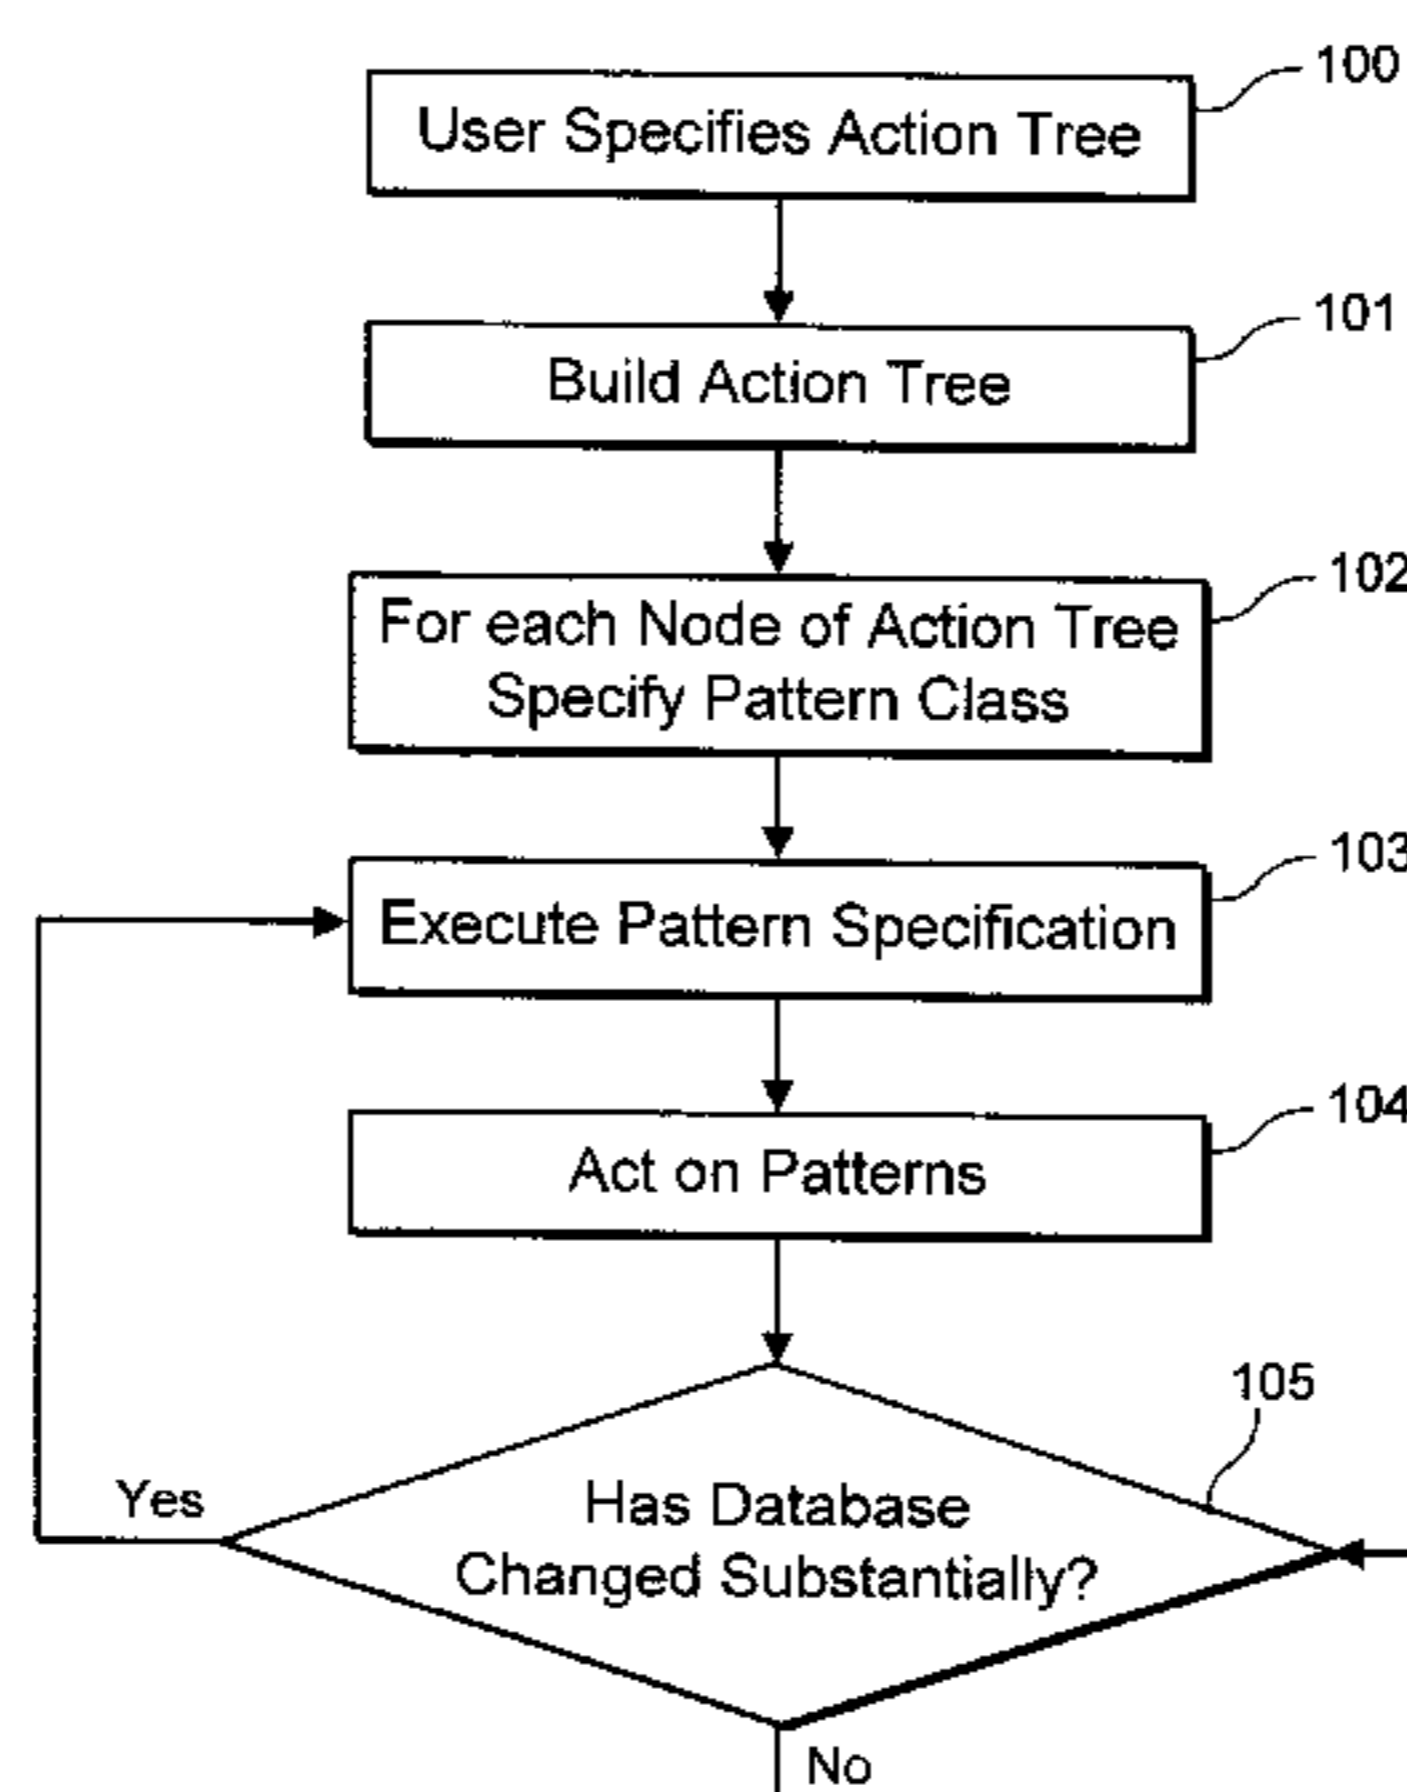 100
User Specifies Action Tree
101
Build Action Tree
102
For each Node of Action Tree
Specify Pattern Class
103
Execute Pattern Specification
104
Act on Patterns
105
Yes
Has Database
Changed Substantially?
No